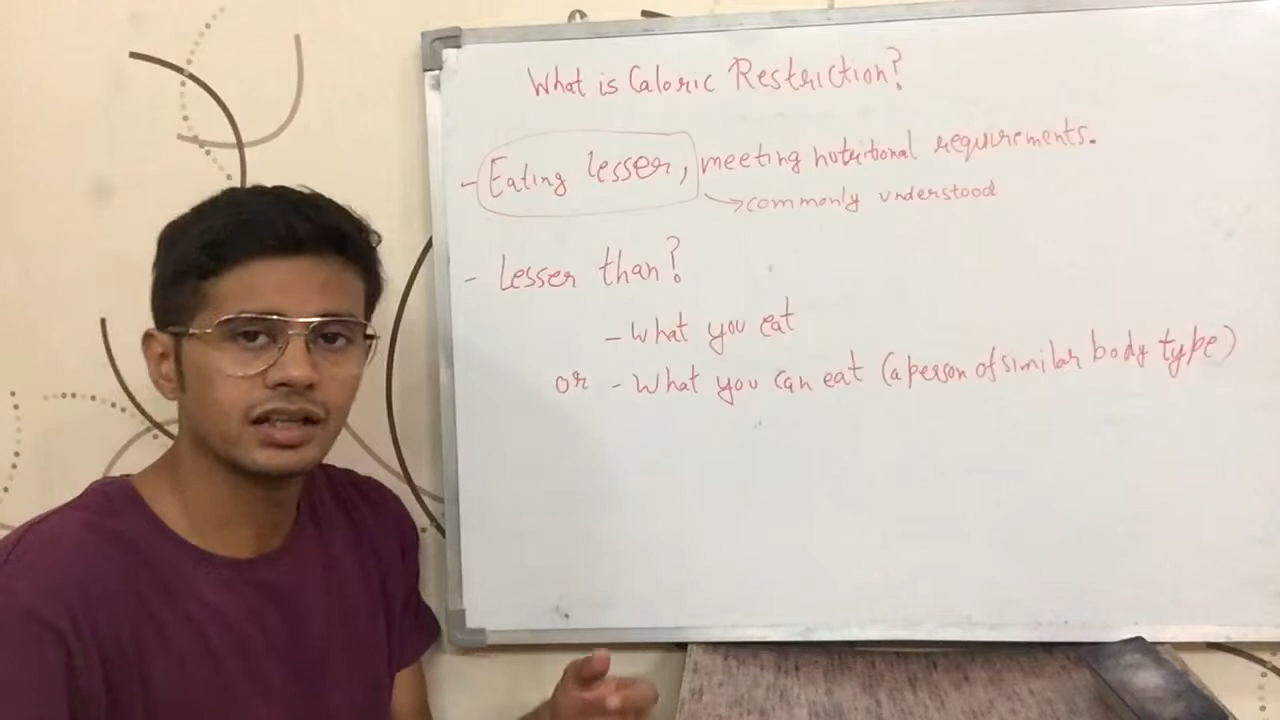 What is Caloric Restriction?
- Eating lesser, meeting nutritional requirements.
→ commonly understood
- Lesser than?
- What you eat
or - What you can eat (a person of similar body type)